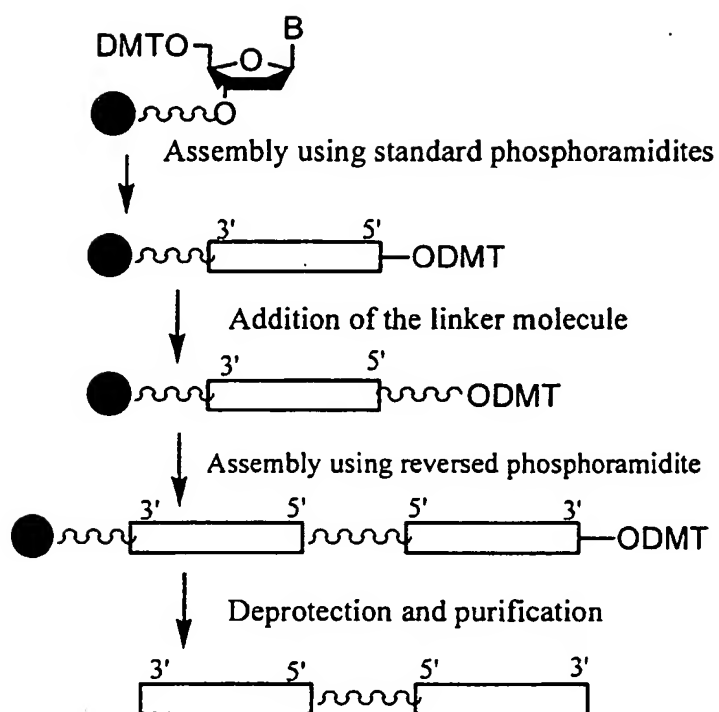 B
DMTO
O
O
Assembly using standard phosphoramidites
3' 5'
ODMT
Addition of the linker molecule
3' 5'
ODMT
Assembly using reversed phosphoramidite
3' 5' 5' 3'
ODMT
Deprotection and purification
3' 5' 5' 3'